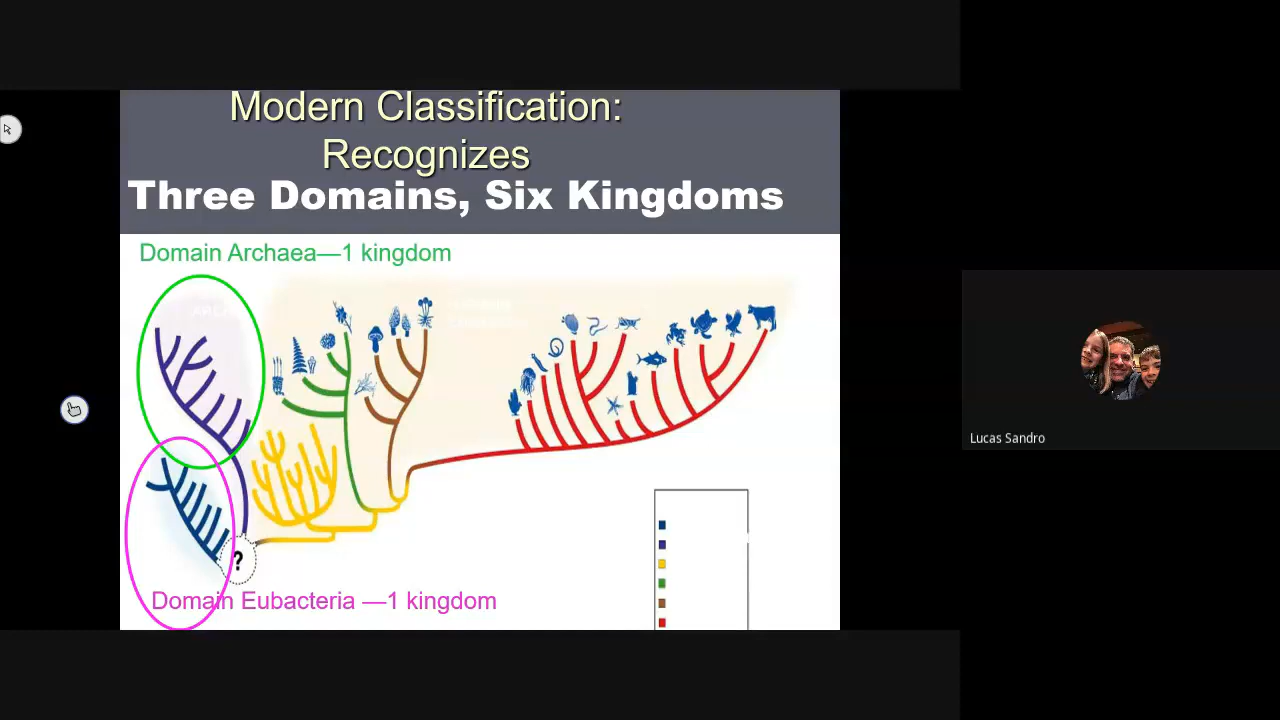 Modern Classification:
Recognizes
Three Domains, Six Kingdoms
Domain Archaea—1 kingdom
?
Domain Eubacteria —1 kingdom
Lucas Sandro